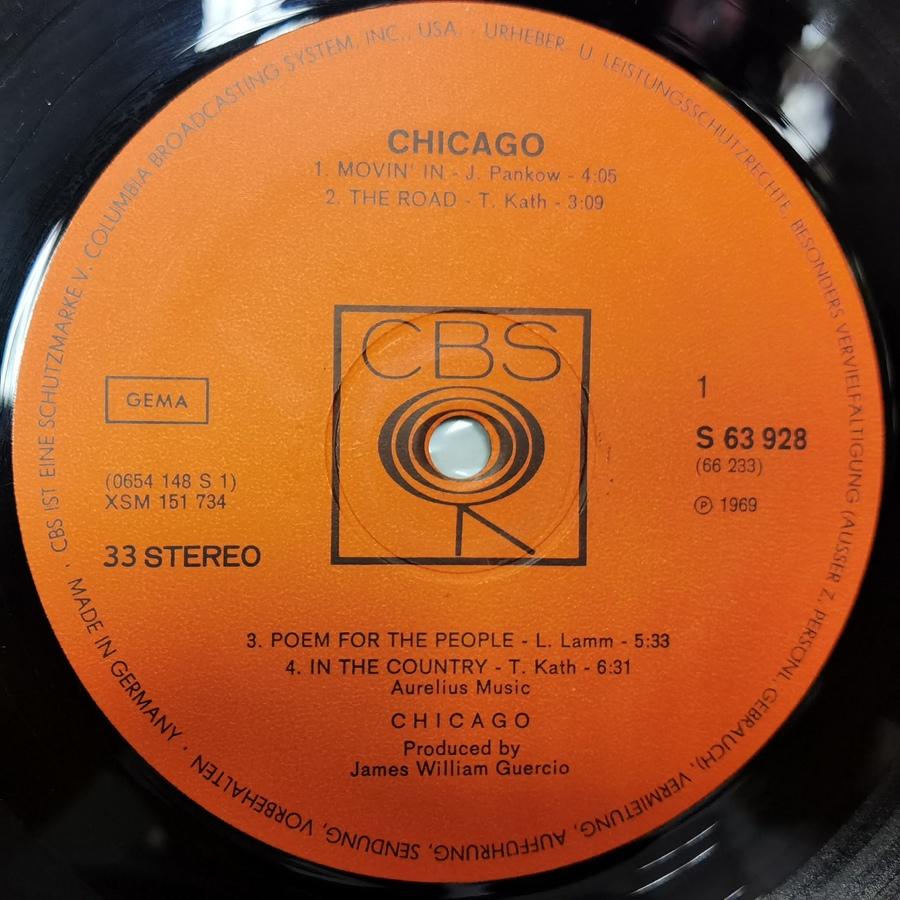 CHICAGO
1. MOVIN' IN - J. Pankow - 4:05
2. THE ROAD - T. Kath - 3:09
CBS
GEMA
(0654 148 S 1)
XSM 151 734
33 STEREO
1
S 63 928
(66 233)
Ⓟ 1969
3. POEM FOR THE PEOPLE - L. Lamm - 5:33
4. IN THE COUNTRY - T. Kath - 6:31
Aurelius Music
CHICAGO
Produced by
James William Guercio
· CBS IST EINE SCHUTZMARKE V. COLUMBIA BROADCASTING SYSTEM, INC., USA. · URHEBER- U. LEISTUNGSSCHUTZRECHTE, BESONDERS VERVIELFÄLTIGUNG (AUSSER Z. PERSÖNL. GEBRAUCH), VERMIETUNG, AUFFÜHRUNG, SENDUNG, VORBEHALTEN · MADE IN GERMANY